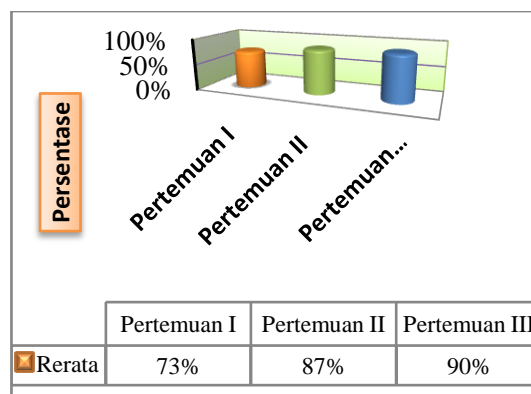 100%
50%
0%
Persentase
Pertemuan I
Pertemuan II
Pertemuan...
Pertemuan I Pertemuan II Pertemuan III
Rerata 73% 87% 90%